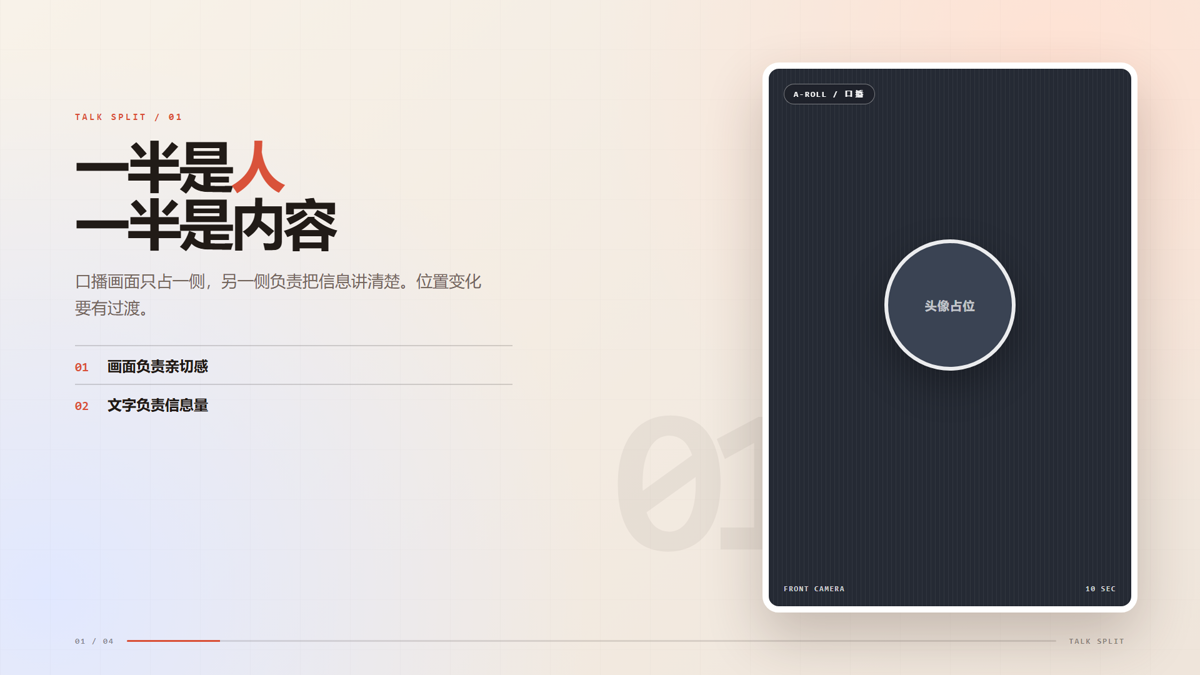 TALK SPLIT / 01
一半是人
一半是内容
口播画面只占一侧，另一侧负责把信息讲清楚。位置变化
要有过渡。
01 画面负责亲切感
02 文字负责信息量
01
A-ROLL / 口播
头像占位
FRONT CAMERA
10 SEC
01 / 04
TALK SPLIT